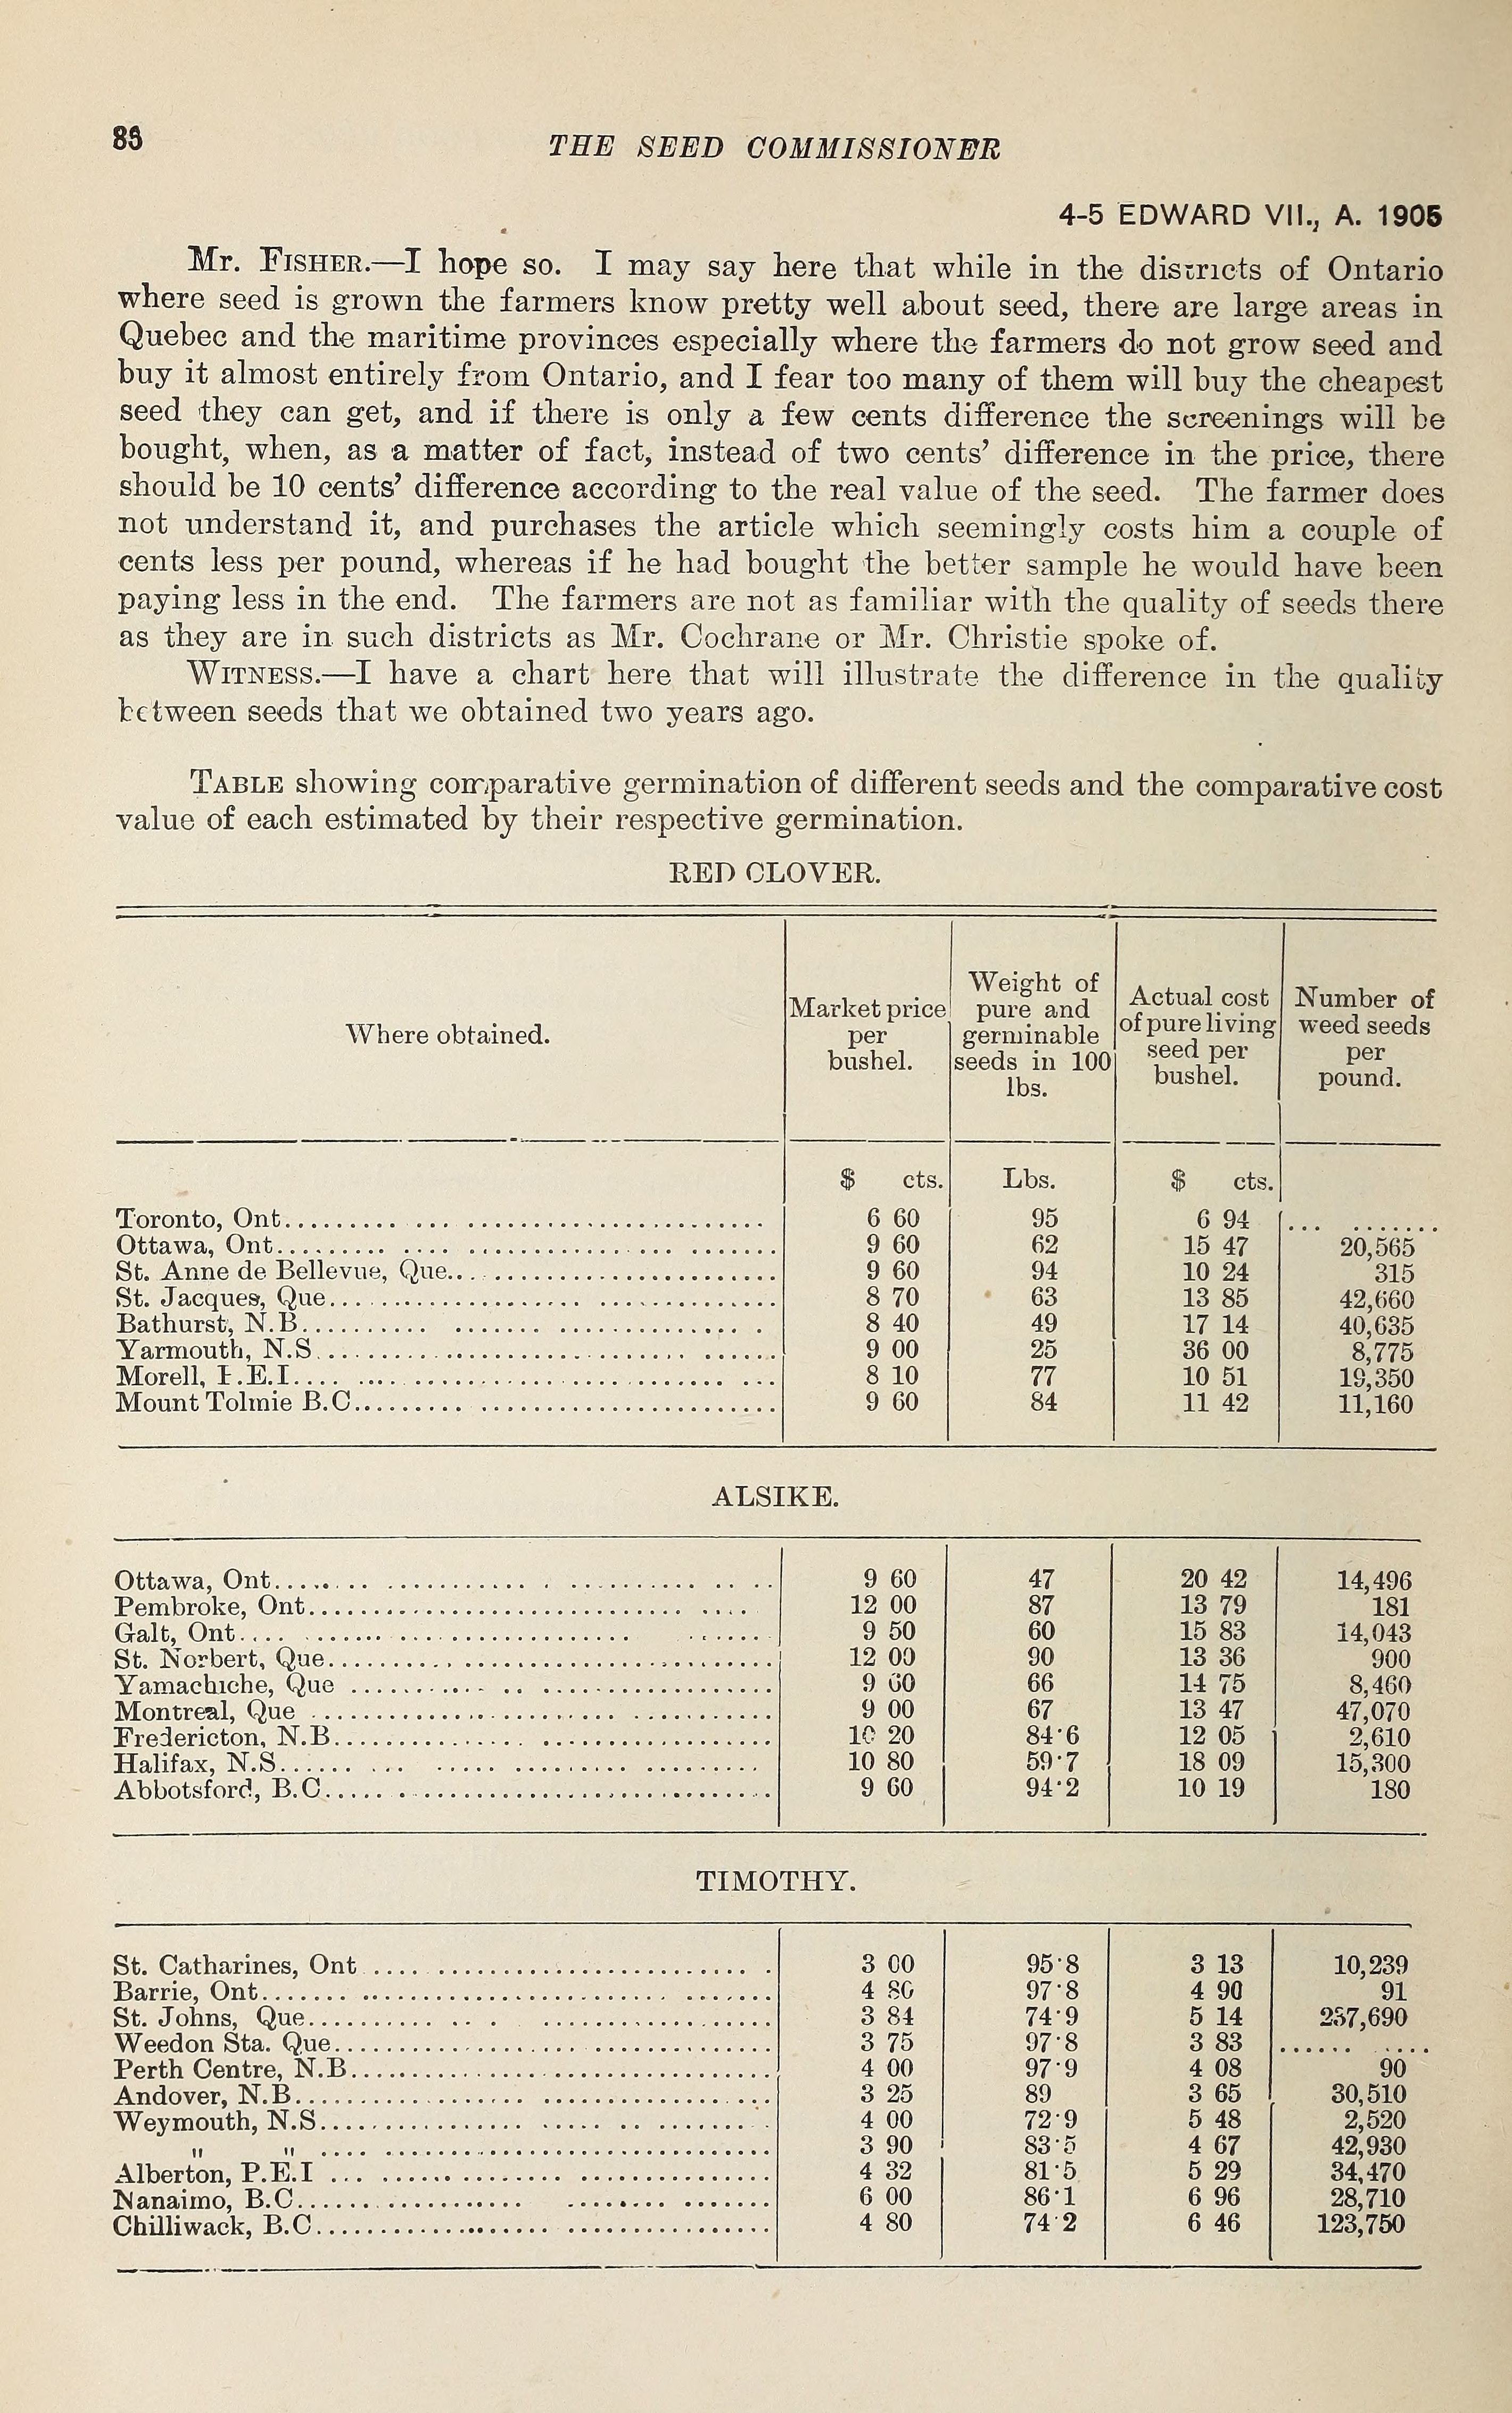 88
THE SEED COMMISSIONER
4-5 EDWARD VII., A. 1905
Mr. FISHER.—I hope so. I may say here that while in the districts of Ontario
where seed is grown the farmers know pretty well about seed, there are large areas in
Quebec and the maritime provinces especially where the farmers do not grow seed and
buy it almost entirely from Ontario, and I fear too many of them will buy the cheapest
seed they can get, and if there is only a few cents difference the screenings will be
bought, when, as a matter of fact, instead of two cents' difference in the price, there
should be 10 cents' difference according to the real value of the seed. The farmer does
not understand it, and purchases the article which seemingly costs him a couple of
cents less per pound, whereas if he had bought the better sample he would have been
paying less in the end. The farmers are not as familiar with the quality of seeds there
as they are in such districts as Mr. Cochrane or Mr. Christie spoke of.
WITNESS.—I have a chart here that will illustrate the difference in the quality
between seeds that we obtained two years ago.
TABLE showing comparative germination of different seeds and the comparative cost
value of each estimated by their respective germination.
RED CLOVER.
Where obtained. | Market price per bushel. | Weight of pure and germinable seeds in 100 lbs. | Actual cost of pure living seed per bushel. | Number of weed seeds per pound.
$ cts. Lbs. $ cts.
Toronto, Ont. 6 60 95 6 94 ..........
Ottawa, Ont. 9 60 62 15 47 20,565
St. Anne de Bellevue, Que. 9 60 94 10 24 315
St. Jacques, Que. 8 70 63 13 85 42,660
Bathurst, N.B. 8 40 49 17 14 40,635
Yarmouth, N.S. 9 00 25 36 00 8,775
Morell, P.E.I. 8 10 77 10 51 19,350
Mount Tolmie B.C. 9 60 84 11 42 11,160
ALSIKE.
Ottawa, Ont. 9 60 47 20 42 14,496
Pembroke, Ont. 12 00 87 13 79 181
Galt, Ont. 9 50 60 15 83 14,043
St. Norbert, Que. 12 00 90 13 36 900
Yamachiche, Que 9 60 66 14 75 8,460
Montreal, Que 9 00 67 13 47 47,070
Fredericton, N.B. 10 20 84·6 12 05 2,610
Halifax, N.S. 10 80 59·7 18 09 15,300
Abbotsford, B.C. 9 60 94·2 10 19 180
TIMOTHY.
St. Catharines, Ont 3 00 95·8 3 13 10,239
Barrie, Ont. 4 80 97·8 4 90 91
St. Johns, Que. 3 84 74·9 5 14 237,690
Weedon Sta. Que. 3 75 97·8 3 83 ..........
Perth Centre, N.B. 4 00 97·9 4 08 90
Andover, N.B. 3 25 89 3 65 30,510
Weymouth, N.S. 4 00 72·9 5 48 2,520
" " 3 90 83·5 4 67 42,930
Alberton, P.E.I 4 32 81·5 5 29 34,470
Nanaimo, B.C. 6 00 86·1 6 96 28,710
Chilliwack, B.C. 4 80 74·2 6 46 123,750